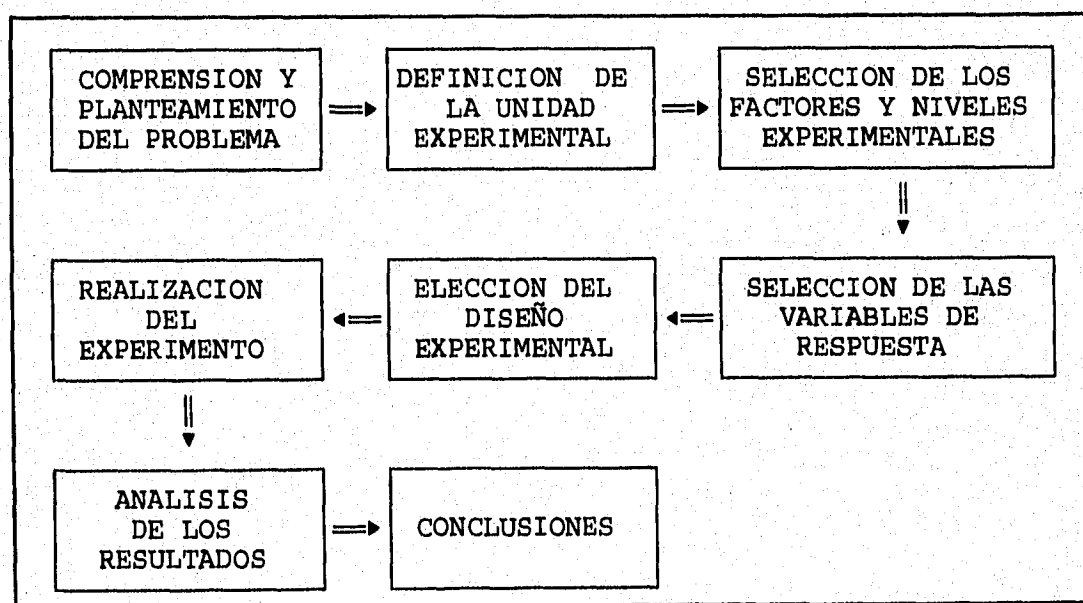 COMPRENSION Y
PLANTEAMIENTO
DEL PROBLEMA
DEFINICION DE
LA UNIDAD
EXPERIMENTAL
SELECCION DE LOS
FACTORES Y NIVELES
EXPERIMENTALES
SELECCION DE LAS
VARIABLES DE
RESPUESTA
ELECCION DEL
DISEÑO
EXPERIMENTAL
REALIZACION
DEL
EXPERIMENTO
ANALISIS
DE LOS
RESULTADOS
CONCLUSIONES